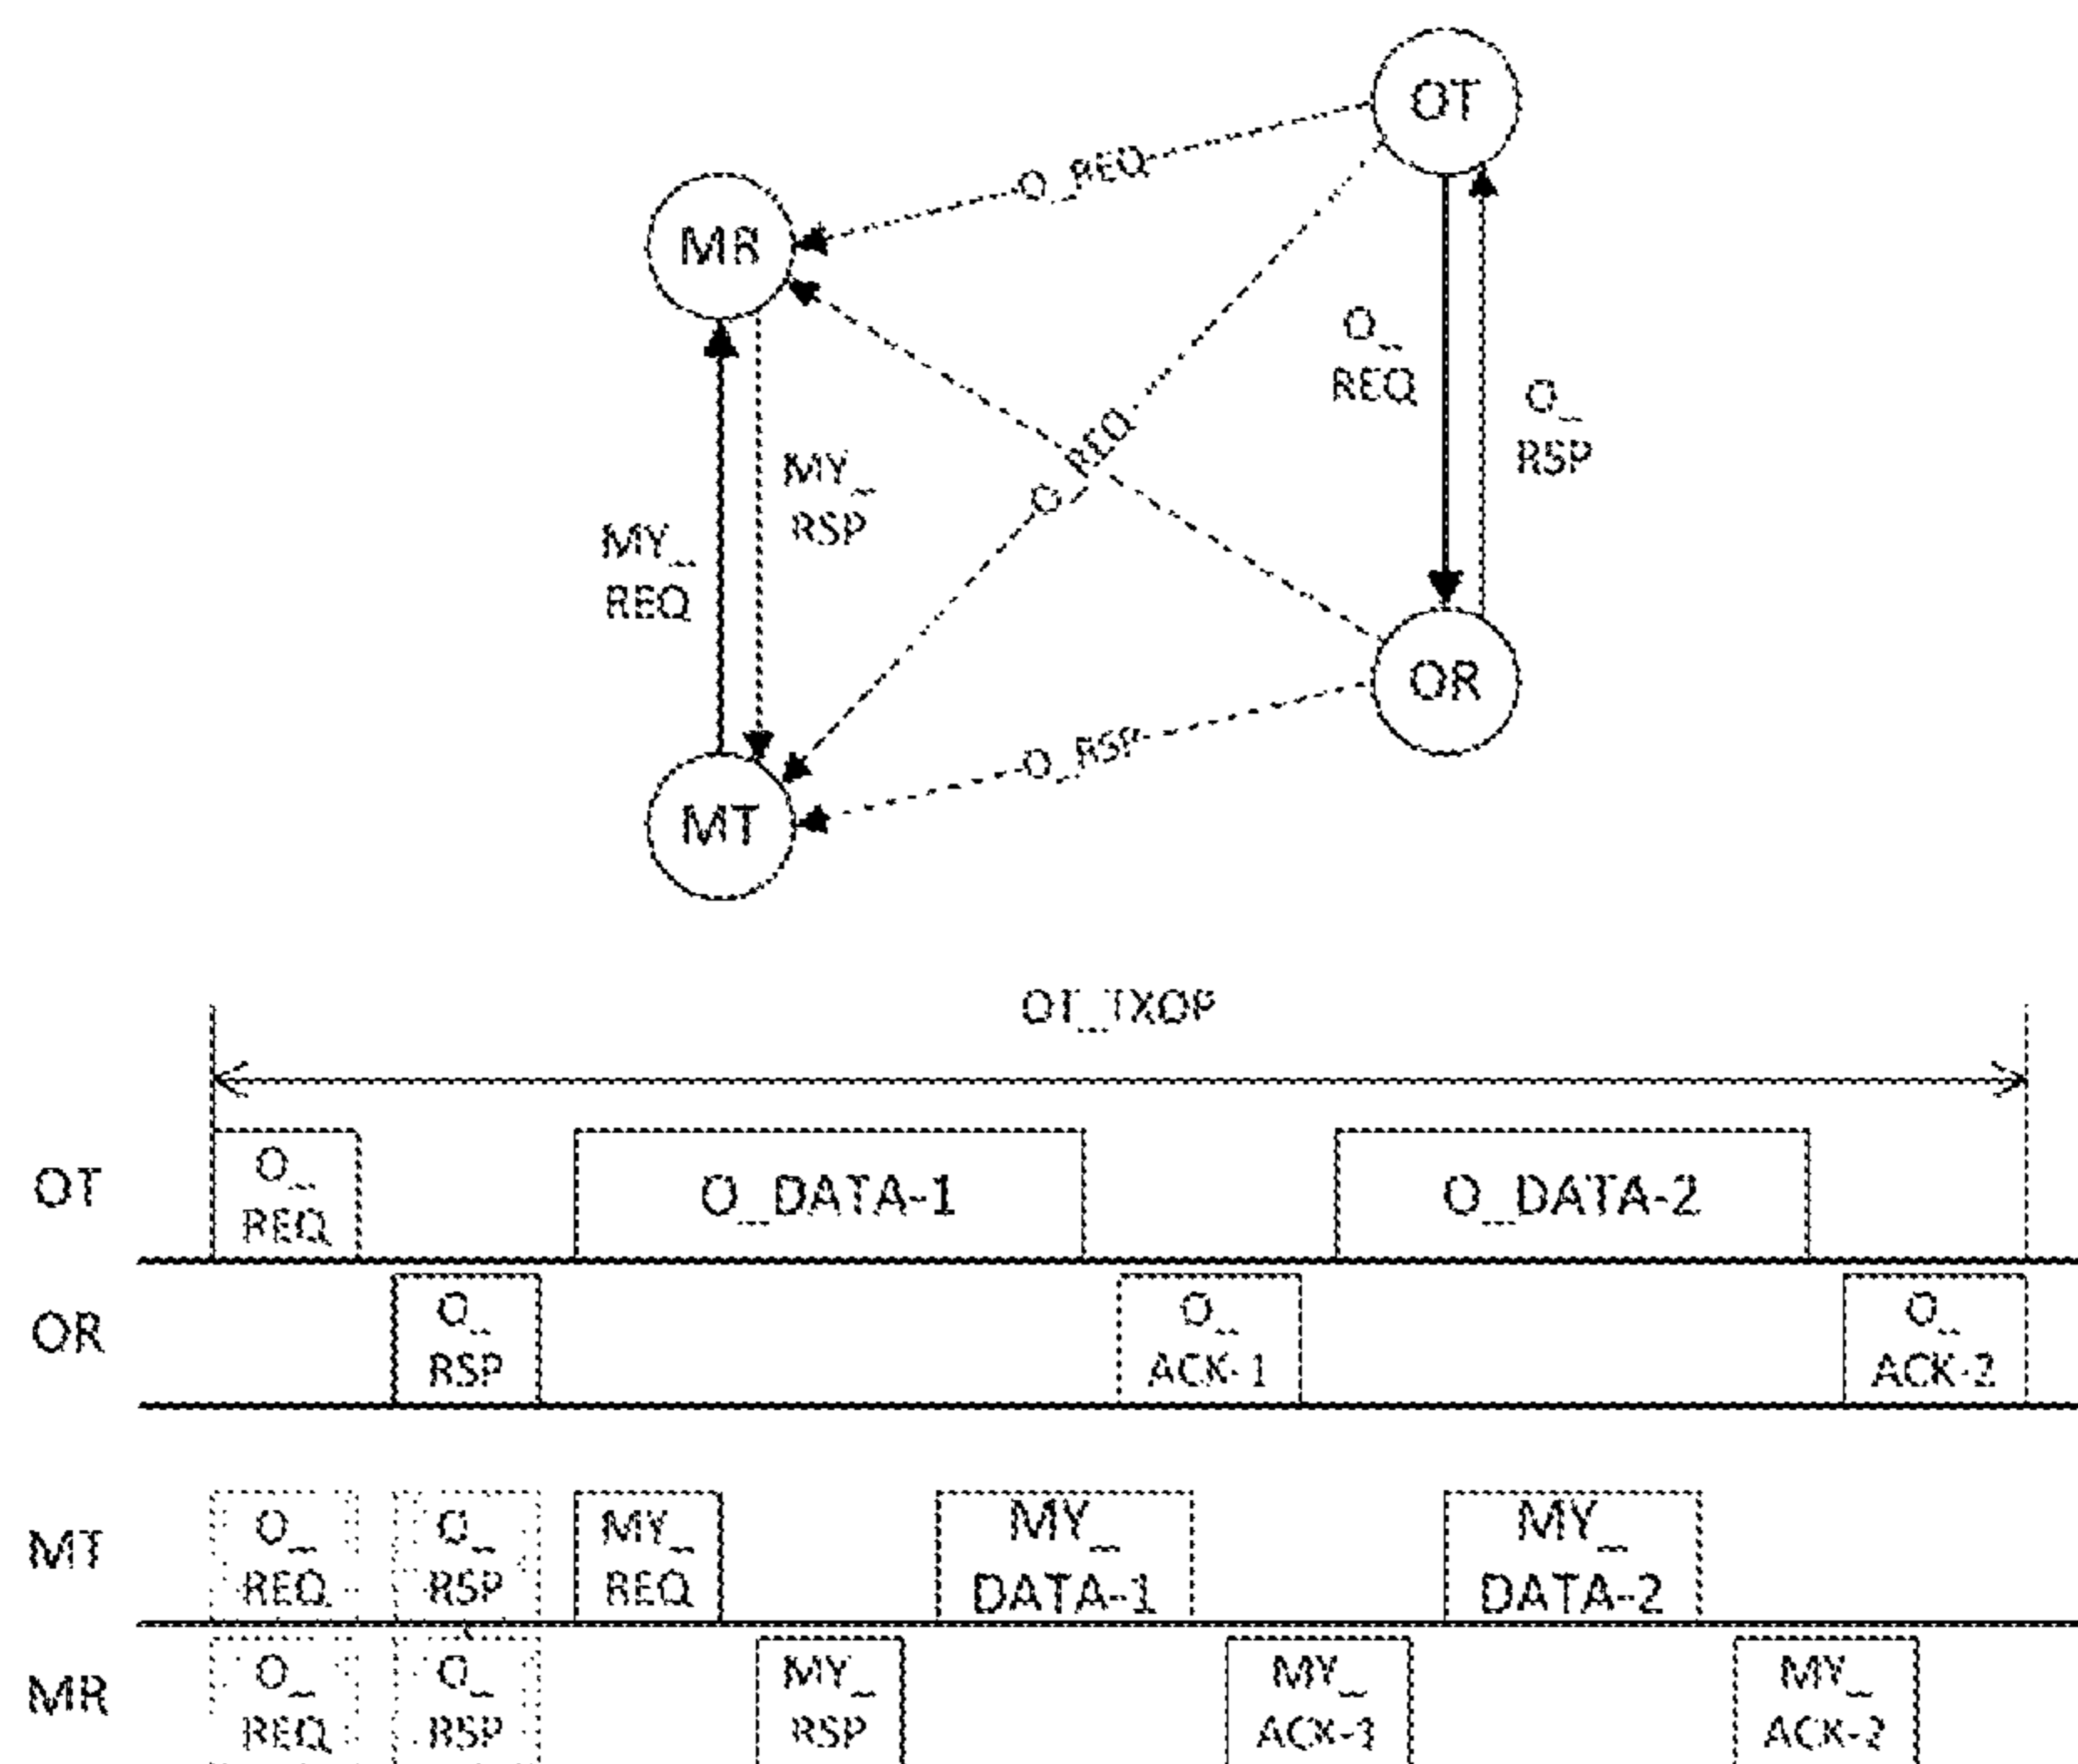 OT
O_REQ
MR
O_
REQ
O_
RSP
O_REQ
MY_
RSP
MY_
REQ
OR
O_RSP
MT
OT_TXOP
OT
O_
REQ
O_DATA-1
O_DATA-2
OR
O_
RSP
O_
ACK-1
O_
ACK-2
MT
O_
REQ
O_
RSP
MY_
REQ
MY_
DATA-1
MY_
DATA-2
MR
O_
REQ
O_
RSP
MY_
RSP
MY_
ACK-1
MY_
ACK-2